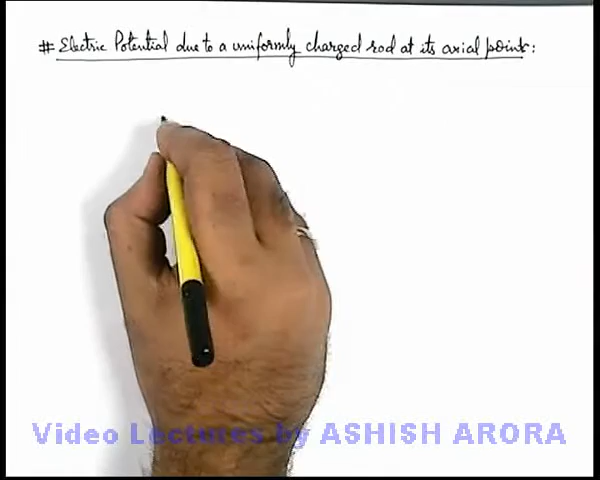 # Electric Potential due to a uniformly charged rod at its axial point:
Video Lectures by ASHISH ARORA